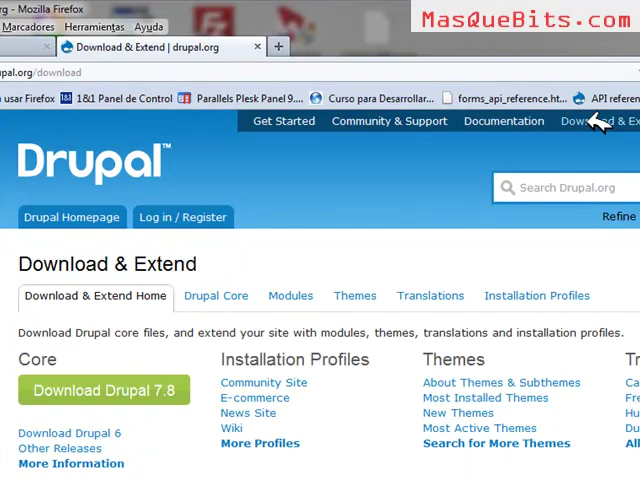 rg - Mozilla Firefox
MasQueBits.com
Marcadores Herramientas Ayuda
Download & Extend | drupal.org
pal.org/download
a usar Firefox 1&1 1&1 Panel de Control Parallels Plesk Panel 9.... Curso para Desarrollar... forms_api_reference.ht... API referen
Get Started Community & Support Documentation Download & Ex
Drupal™
Search Drupal.org
Drupal Homepage Log in / Register Refine
Download & Extend
Download & Extend Home Drupal Core Modules Themes Translations Installation Profiles
Download Drupal core files, and extend your site with modules, themes, translations and installation profiles.
Core Installation Profiles Themes Tr
Download Drupal 7.8 Community Site About Themes & Subthemes Ca
E-commerce Most Installed Themes Fre
News Site New Themes Hu
Download Drupal 6 Wiki Most Active Themes Du
Other Releases More Profiles Search for More Themes All
More Information